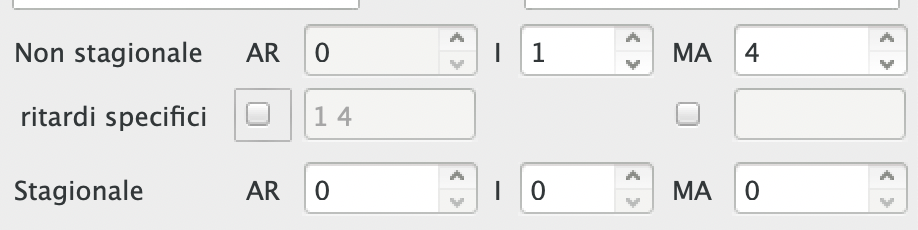 Non stagionale AR 0 I 1 MA 4
ritardi specifici 1 4
Stagionale AR 0 I 0 MA 0